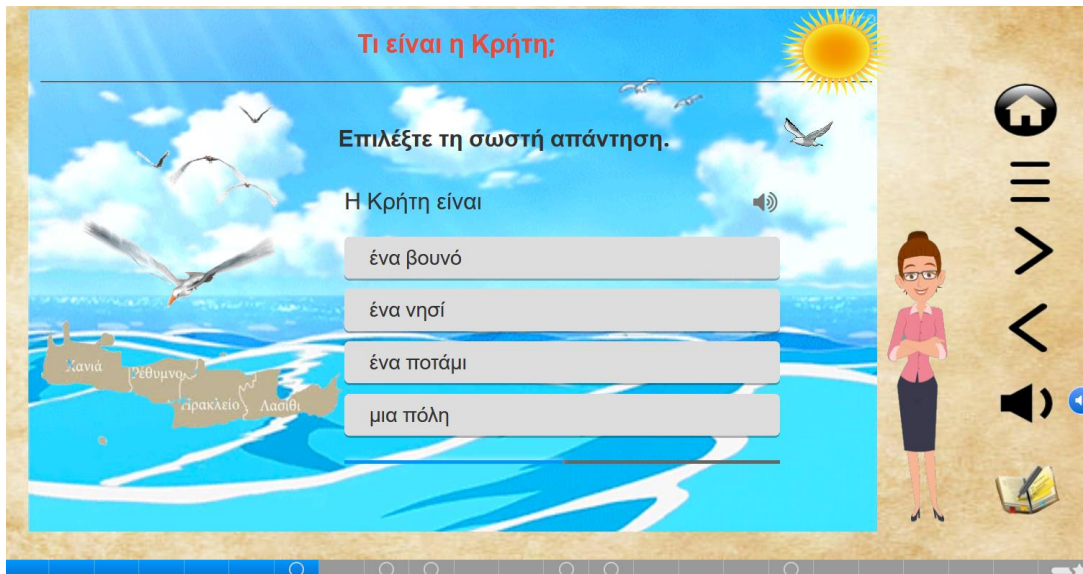 Τι είναι η Κρήτη;
Επιλέξτε τη σωστή απάντηση.
Η Κρήτη είναι
ένα βουνό
ένα νησί
ένα ποτάμι
μια πόλη
Χανιά
Ρέθυμνο
Ηρακλείο
Λασίθι